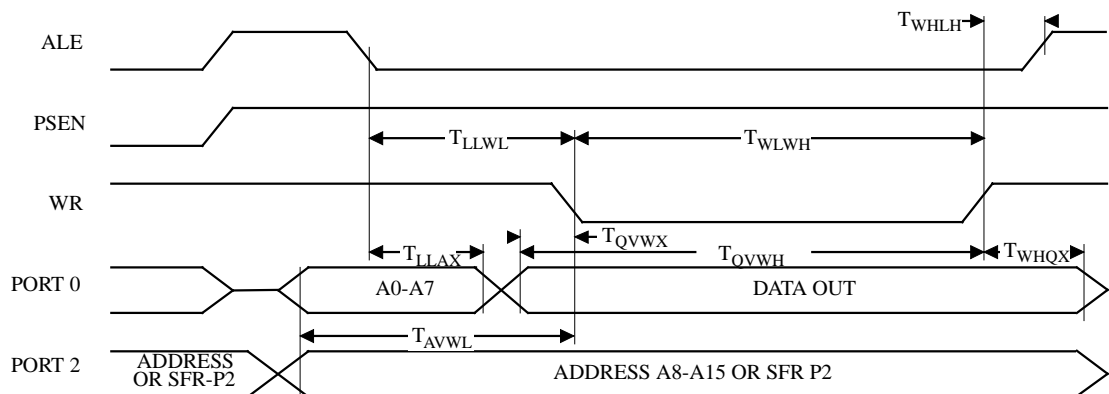 T_WHLH
ALE
PSEN
T_LLWL
T_WLWH
WR
T_QVWX
T_LLAX
T_QVWH
T_WHQX
PORT 0
A0-A7
DATA OUT
T_AVWL
PORT 2
ADDRESS
OR SFR-P2
ADDRESS A8-A15 OR SFR P2